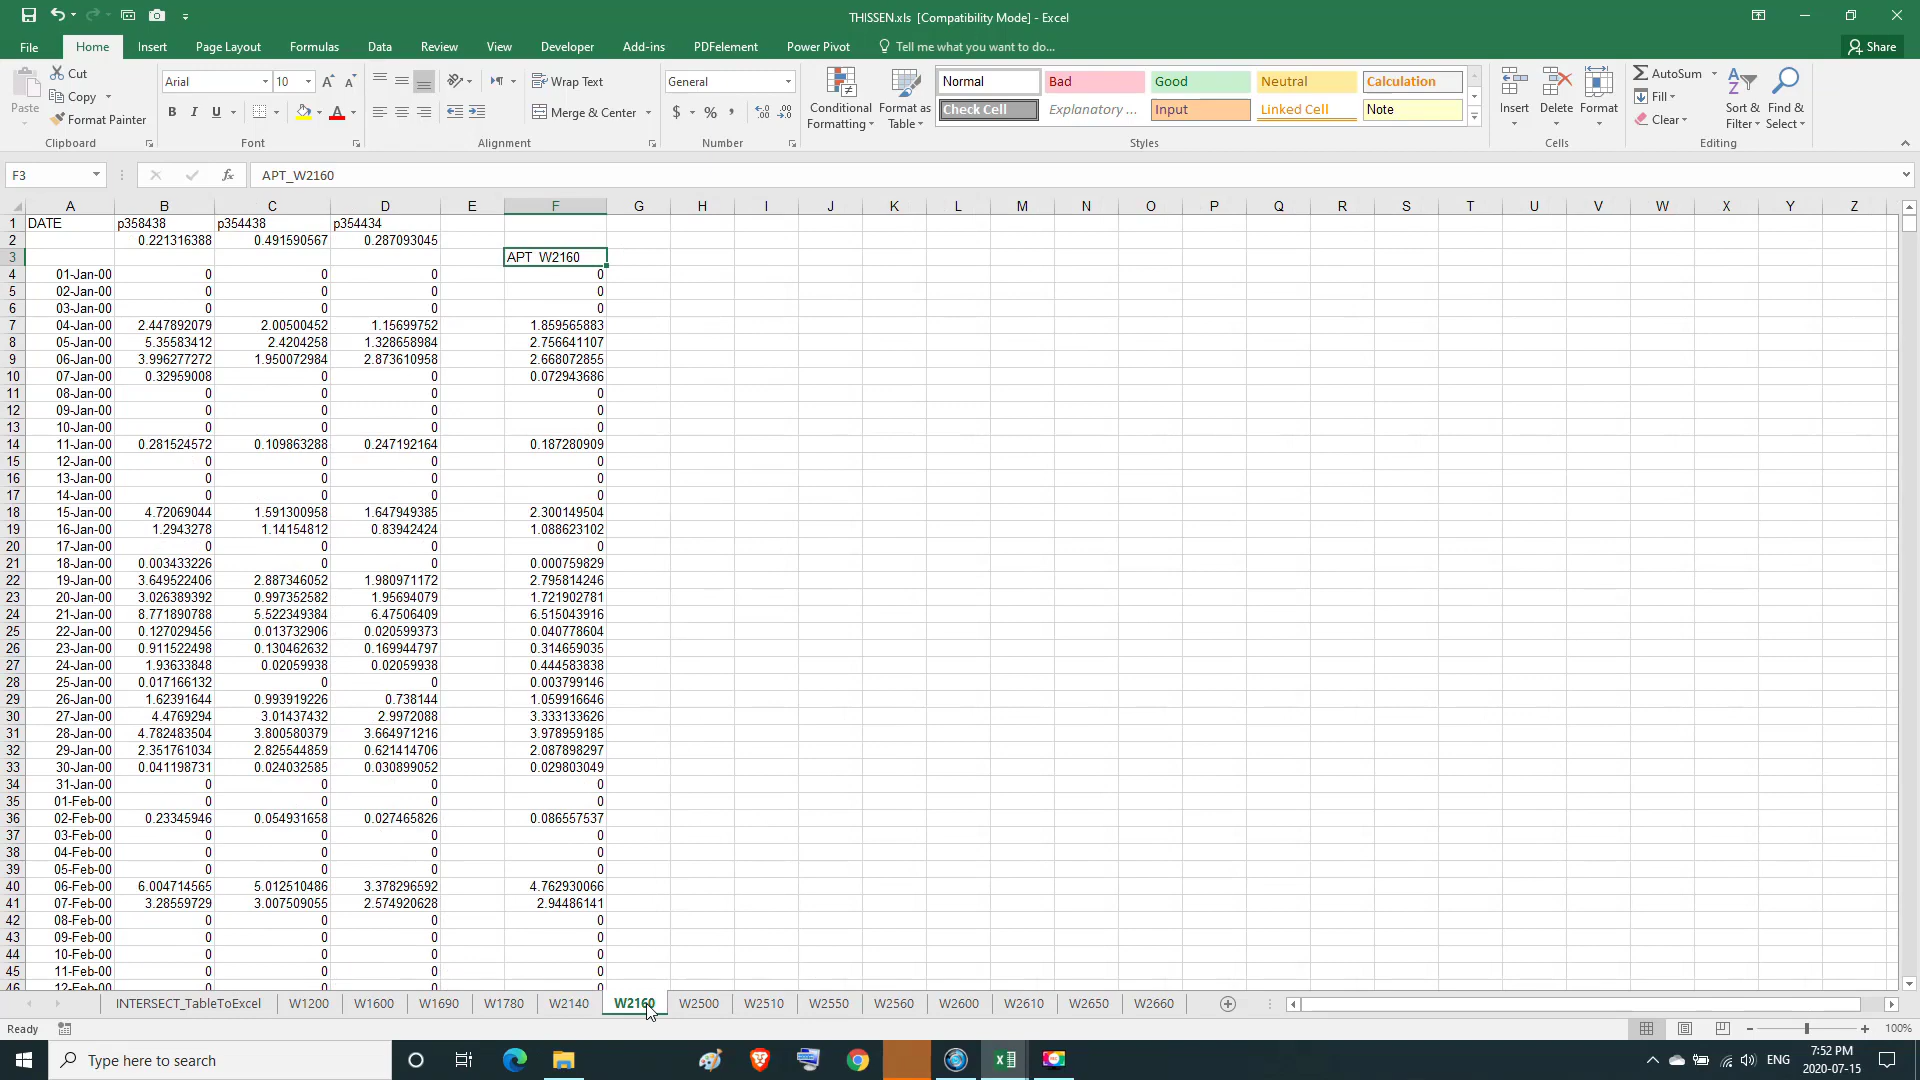 THISSEN.xls [Compatibility Mode] - Excel
File Home Insert Page Layout Formulas Data Review View Developer Add-ins PDFelement Power Pivot Tell me what you want to do... Share
Paste Cut Arial 10 Wrap Text General Normal Bad Good Neutral Calculation AutoSum
Copy Fill
Format Painter B I U Merge & Center $ % Conditional Formatting Format as Table Check Cell Explanatory ... Input Linked Cell Note Insert Delete Format Clear Sort & Filter Find & Select
Clipboard Font Alignment Number Styles Cells Editing
F3 fx APT_W2160
A B C D E F G H I J K L M N O P Q R S T U V W X Y Z
1 DATE p358438 p354438 p354434
2 0.221316388 0.491590567 0.287093045
3 APT_W2160
4 01-Jan-00 0 0 0 0
5 02-Jan-00 0 0 0 0
6 03-Jan-00 0 0 0 0
7 04-Jan-00 2.447892079 2.00500452 1.15699752 1.859565883
8 05-Jan-00 5.35583412 2.4204258 1.328658984 2.756641107
9 06-Jan-00 3.996277272 1.950072984 2.873610958 2.668072855
10 07-Jan-00 0.32959008 0 0 0.072943686
11 08-Jan-00 0 0 0 0
12 09-Jan-00 0 0 0 0
13 10-Jan-00 0 0 0 0
14 11-Jan-00 0.281524572 0.109863288 0.247192164 0.187280909
15 12-Jan-00 0 0 0 0
16 13-Jan-00 0 0 0 0
17 14-Jan-00 0 0 0 0
18 15-Jan-00 4.72069044 1.591300958 1.647949385 2.300149504
19 16-Jan-00 1.2943278 1.14154812 0.83942424 1.088623102
20 17-Jan-00 0 0 0 0
21 18-Jan-00 0.003433226 0 0 0.000759829
22 19-Jan-00 3.649522406 2.887346052 1.980971172 2.795814246
23 20-Jan-00 3.026389392 0.997352582 1.95694079 1.721902781
24 21-Jan-00 8.771890788 5.522349384 6.47506409 6.515043916
25 22-Jan-00 0.127029456 0.013732906 0.020599373 0.040778604
26 23-Jan-00 0.911522498 0.130462632 0.169944797 0.314659035
27 24-Jan-00 1.93633848 0.02059938 0.02059938 0.444583838
28 25-Jan-00 0.017166132 0 0 0.003799146
29 26-Jan-00 1.62391644 0.993919226 0.738144 1.059916646
30 27-Jan-00 4.4769294 3.01437432 2.9972088 3.333133626
31 28-Jan-00 4.782483504 3.800580379 3.664971216 3.978959185
32 29-Jan-00 2.351761034 2.825544859 0.621414706 2.087898297
33 30-Jan-00 0.041198731 0.024032585 0.030899052 0.029803049
34 31-Jan-00 0 0 0 0
35 01-Feb-00 0 0 0 0
36 02-Feb-00 0.23345946 0.054931658 0.027465826 0.086557537
37 03-Feb-00 0 0 0 0
38 04-Feb-00 0 0 0 0
39 05-Feb-00 0 0 0 0
40 06-Feb-00 6.004714565 5.012510486 3.378296592 4.762930066
41 07-Feb-00 3.28559729 3.007509055 2.574920628 2.94486141
42 08-Feb-00 0 0 0 0
43 09-Feb-00 0 0 0 0
44 10-Feb-00 0 0 0 0
45 11-Feb-00 0 0 0 0
46 12-Feb-00 0 0 0 0
INTERSECT_TableToExcel W1200 W1600 W1690 W1780 W2140 W2160 W2500 W2510 W2550 W2560 W2600 W2610 W2650 W2660
Ready 100%
Type here to search ENG 7:52 PM
2020-07-15